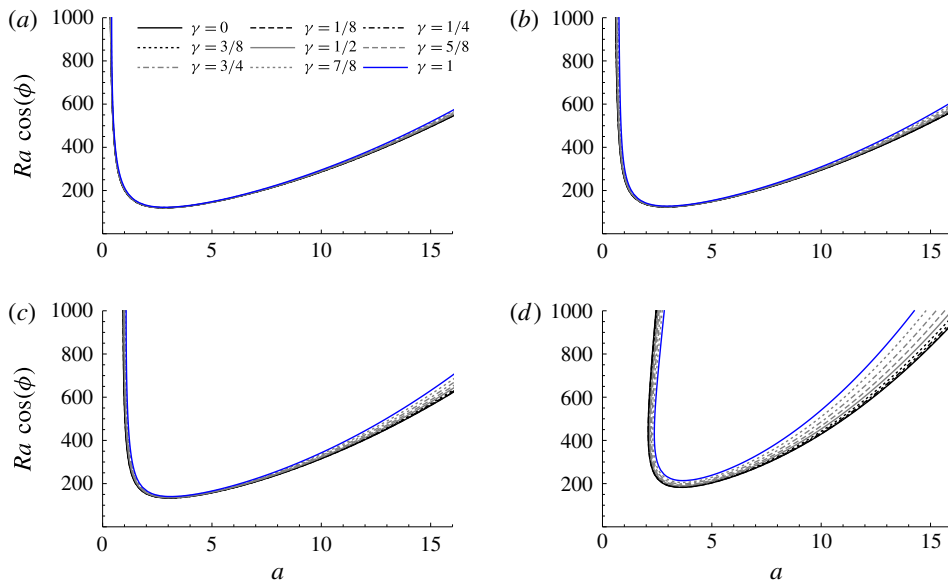 (a) 1000 γ = 0 γ = 1/8 γ = 1/4 (b) 1000
γ = 3/8 γ = 1/2 γ = 5/8
800 γ = 3/4 γ = 7/8 γ = 1 800
Ra cos(ϕ) 600 600
400 400
200 200
0 5 10 15 0 5 10 15
(c) 1000 (d) 1000
800 800
Ra cos(ϕ) 600 600
400 400
200 200
0 5 10 15 0 5 10 15
a a